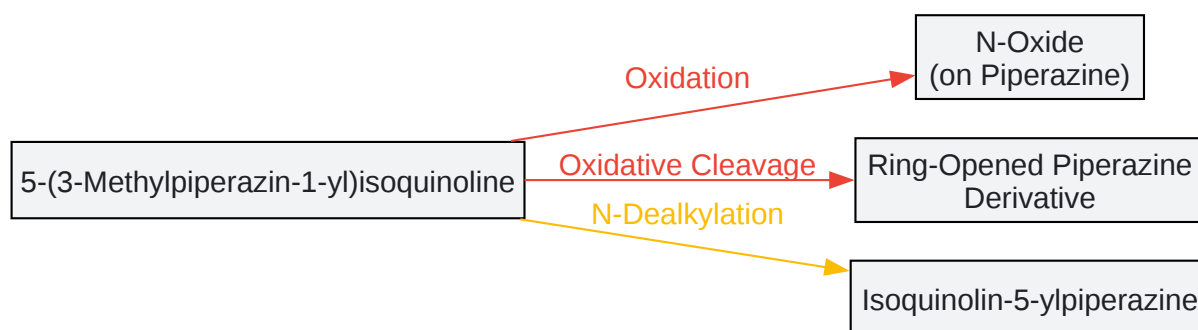 N-Oxide
(on Piperazine)
Oxidation
5-(3-Methylpiperazin-1-yl)isoquinoline
Oxidative Cleavage
Ring-Opened Piperazine
Derivative
N-Dealkylation
Isoquinolin-5-ylpiperazine